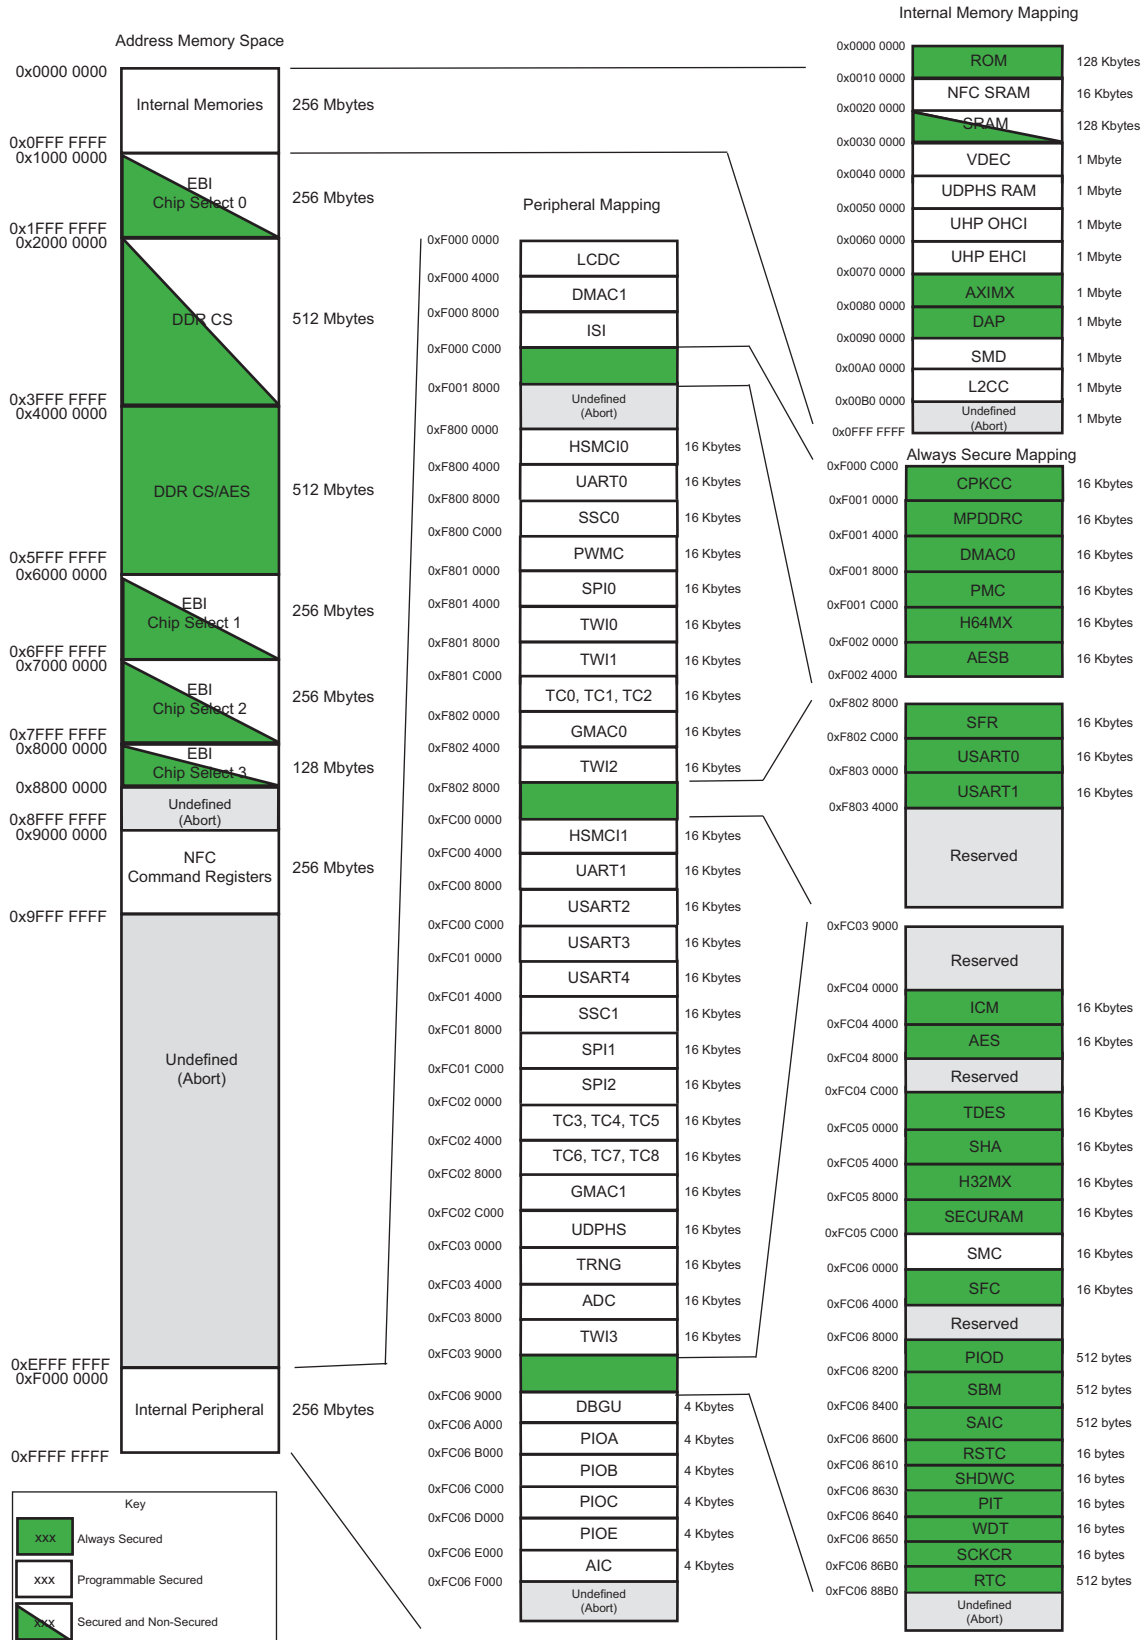 Address Memory Space
0x0000 0000
Internal Memories
256 Mbytes
0x0FFF FFFF
0x1000 0000
EBI
Chip Select 0
256 Mbytes
0x1FFF FFFF
0x2000 0000
DDR CS
512 Mbytes
0x3FFF FFFF
0x4000 0000
DDR CS/AES
512 Mbytes
0x5FFF FFFF
0x6000 0000
EBI
Chip Select 1
256 Mbytes
0x6FFF FFFF
0x7000 0000
EBI
Chip Select 2
256 Mbytes
0x7FFF FFFF
0x8000 0000
EBI
Chip Select 3
128 Mbytes
0x8800 0000
Undefined
(Abort)
0x8FFF FFFF
0x9000 0000
NFC
Command Registers
256 Mbytes
0x9FFF FFFF
Undefined
(Abort)
0xEFFF FFFF
0xF000 0000
Internal Peripheral
256 Mbytes
0xFFFF FFFF
Key
xxx Always Secured
xxx Programmable Secured
xxx Secured and Non-Secured
Peripheral Mapping
0xF000 0000
LCDC
0xF000 4000
DMAC1
0xF000 8000
ISI
0xF000 C000
0xF001 8000
Undefined
(Abort)
0xF800 0000
HSMCI0 16 Kbytes
0xF800 4000
UART0 16 Kbytes
0xF800 8000
SSC0 16 Kbytes
0xF800 C000
PWMC 16 Kbytes
0xF801 0000
SPI0 16 Kbytes
0xF801 4000
TWI0 16 Kbytes
0xF801 8000
TWI1 16 Kbytes
0xF801 C000
TC0, TC1, TC2 16 Kbytes
0xF802 0000
GMAC0 16 Kbytes
0xF802 4000
TWI2 16 Kbytes
0xF802 8000
0xFC00 0000
HSMCI1 16 Kbytes
0xFC00 4000
UART1 16 Kbytes
0xFC00 8000
USART2 16 Kbytes
0xFC00 C000
USART3 16 Kbytes
0xFC01 0000
USART4 16 Kbytes
0xFC01 4000
SSC1 16 Kbytes
0xFC01 8000
SPI1 16 Kbytes
0xFC01 C000
SPI2 16 Kbytes
0xFC02 0000
TC3, TC4, TC5 16 Kbytes
0xFC02 4000
TC6, TC7, TC8 16 Kbytes
0xFC02 8000
GMAC1 16 Kbytes
0xFC02 C000
UDPHS 16 Kbytes
0xFC03 0000
TRNG 16 Kbytes
0xFC03 4000
ADC 16 Kbytes
0xFC03 8000
TWI3 16 Kbytes
0xFC03 9000
0xFC06 9000
DBGU 4 Kbytes
0xFC06 A000
PIOA 4 Kbytes
0xFC06 B000
PIOB 4 Kbytes
0xFC06 C000
PIOC 4 Kbytes
0xFC06 D000
PIOE 4 Kbytes
0xFC06 E000
AIC 4 Kbytes
0xFC06 F000
Undefined
(Abort)
Internal Memory Mapping
0x0000 0000
ROM 128 Kbytes
0x0010 0000
NFC SRAM 16 Kbytes
0x0020 0000
SRAM 128 Kbytes
0x0030 0000
VDEC 1 Mbyte
0x0040 0000
UDPHS RAM 1 Mbyte
0x0050 0000
UHP OHCI 1 Mbyte
0x0060 0000
UHP EHCI 1 Mbyte
0x0070 0000
AXIMX 1 Mbyte
0x0080 0000
DAP 1 Mbyte
0x0090 0000
SMD 1 Mbyte
0x00A0 0000
L2CC 1 Mbyte
0x00B0 0000
Undefined
(Abort)
1 Mbyte
0x0FFF FFFF
Always Secure Mapping
0xF000 C000
CPKCC 16 Kbytes
0xF001 0000
MPDDRC 16 Kbytes
0xF001 4000
DMAC0 16 Kbytes
0xF001 8000
PMC 16 Kbytes
0xF001 C000
H64MX 16 Kbytes
0xF002 0000
AESB 16 Kbytes
0xF002 4000
0xF802 8000
SFR 16 Kbytes
0xF802 C000
USART0 16 Kbytes
0xF803 0000
USART1 16 Kbytes
0xF803 4000
Reserved
0xFC03 9000
Reserved
0xFC04 0000
ICM 16 Kbytes
0xFC04 4000
AES 16 Kbytes
0xFC04 8000
Reserved
0xFC04 C000
TDES 16 Kbytes
0xFC05 0000
SHA 16 Kbytes
0xFC05 4000
H32MX 16 Kbytes
0xFC05 8000
SECURAM 16 Kbytes
0xFC05 C000
SMC 16 Kbytes
0xFC06 0000
SFC 16 Kbytes
0xFC06 4000
Reserved
0xFC06 8000
PIOD 512 bytes
0xFC06 8200
SBM 512 bytes
0xFC06 8400
SAIC 512 bytes
0xFC06 8600
RSTC 16 bytes
0xFC06 8610
SHDWC 16 bytes
0xFC06 8630
PIT 16 bytes
0xFC06 8640
WDT 16 bytes
0xFC06 8650
SCKCR 16 bytes
0xFC06 86B0
RTC 512 bytes
0xFC06 88B0
Undefined
(Abort)